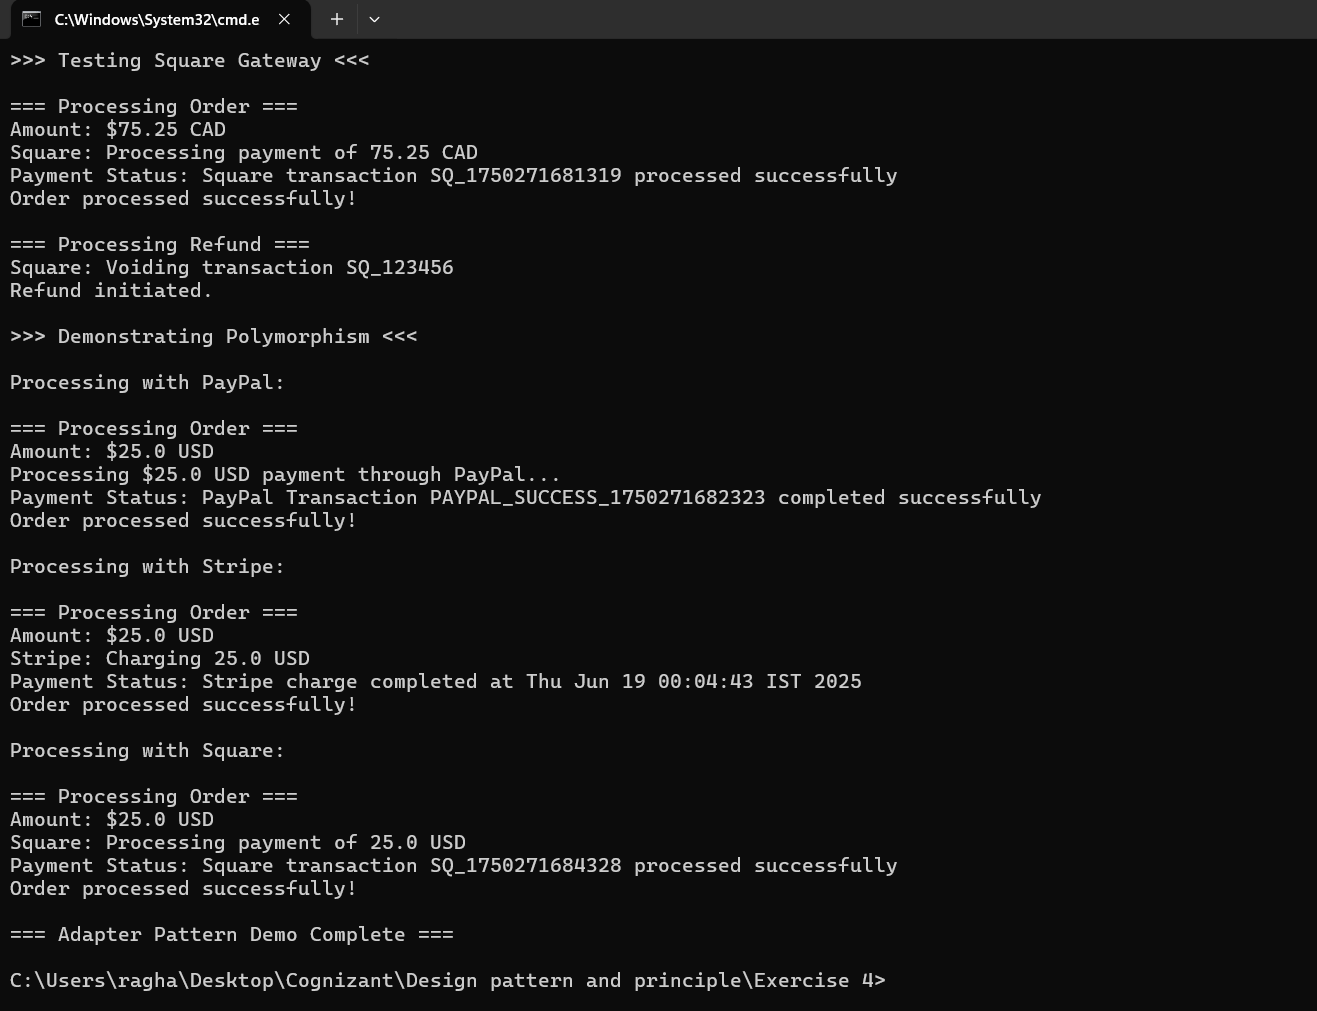 C:\Windows\System32\cmd.e
>>> Testing Square Gateway <<<
=== Processing Order ===
Amount: $75.25 CAD
Square: Processing payment of 75.25 CAD
Payment Status: Square transaction SQ_1750271681319 processed successfully
Order processed successfully!
=== Processing Refund ===
Square: Voiding transaction SQ_123456
Refund initiated.
>>> Demonstrating Polymorphism <<<
Processing with PayPal:
=== Processing Order ===
Amount: $25.0 USD
Processing $25.0 USD payment through PayPal...
Payment Status: PayPal Transaction PAYPAL_SUCCESS_1750271682323 completed successfully
Order processed successfully!
Processing with Stripe:
=== Processing Order ===
Amount: $25.0 USD
Stripe: Charging 25.0 USD
Payment Status: Stripe charge completed at Thu Jun 19 00:04:43 IST 2025
Order processed successfully!
Processing with Square:
=== Processing Order ===
Amount: $25.0 USD
Square: Processing payment of 25.0 USD
Payment Status: Square transaction SQ_1750271684328 processed successfully
Order processed successfully!
=== Adapter Pattern Demo Complete ===
C:\Users\ragha\Desktop\Cognizant\Design pattern and principle\Exercise 4>